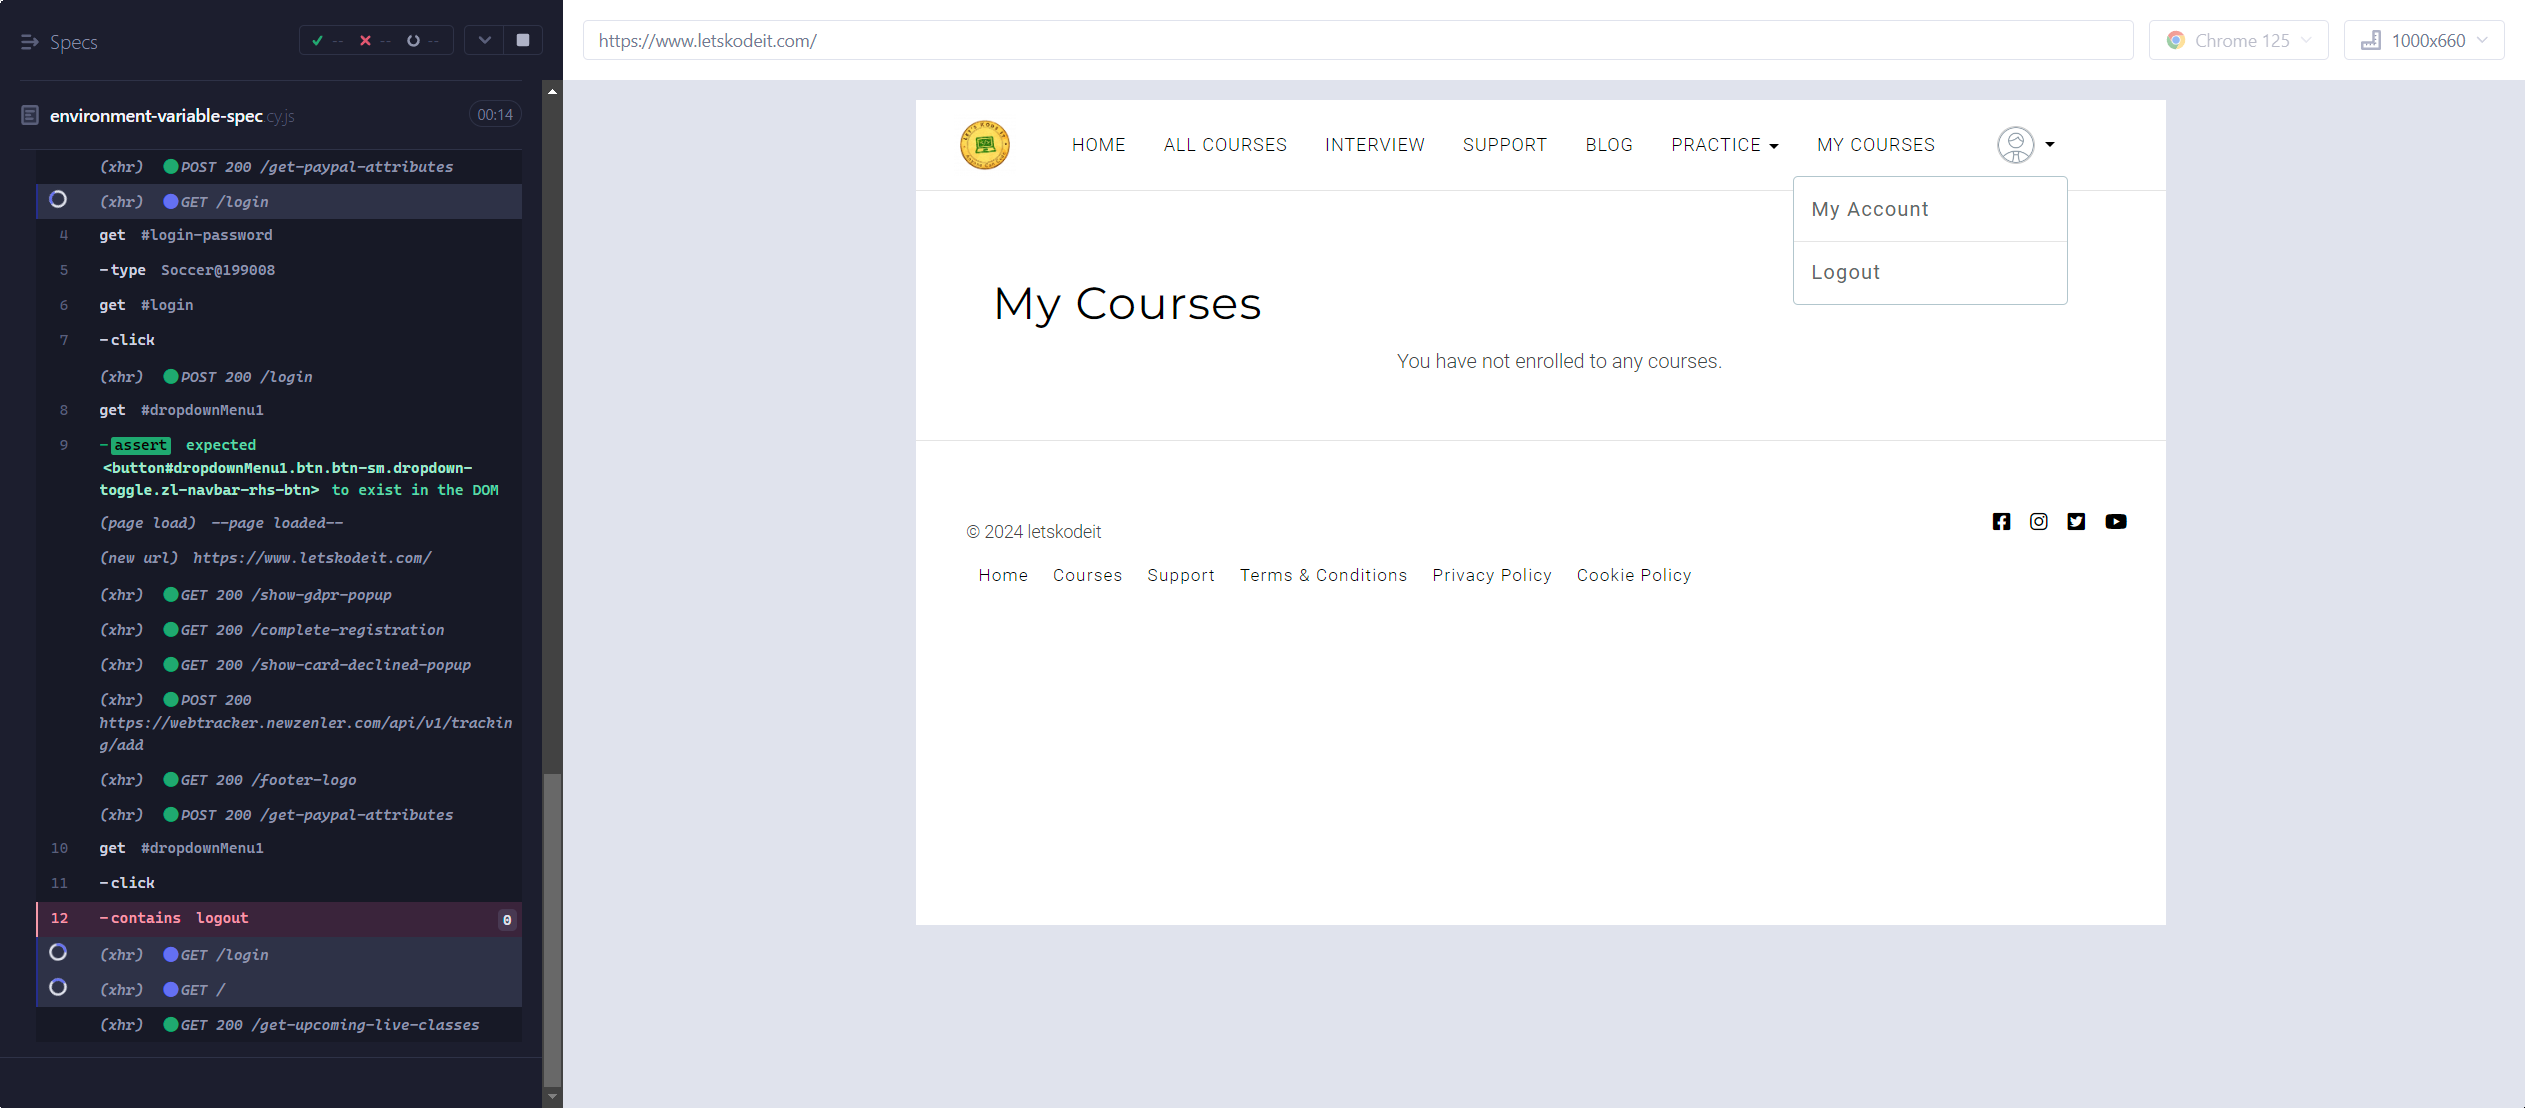 Specs
-- -- --
environment-variable-spec.cy.js 00:14
(xhr) POST 200 /get-paypal-attributes
(xhr) GET /login
4 get #login-password
5 -type Soccer@199008
6 get #login
7 -click
(xhr) POST 200 /login
8 get #dropdownMenu1
9 -assert expected
<button#dropdownMenu1.btn.btn-sm.dropdown-
toggle.zl-navbar-rhs-btn> to exist in the DOM
(page load) --page loaded--
(new url) https://www.letskodeit.com/
(xhr) GET 200 /show-gdpr-popup
(xhr) GET 200 /complete-registration
(xhr) GET 200 /show-card-declined-popup
(xhr) POST 200
https://webtracker.newzenler.com/api/v1/trackin
g/add
(xhr) GET 200 /footer-logo
(xhr) POST 200 /get-paypal-attributes
10 get #dropdownMenu1
11 -click
12 -contains logout 0
(xhr) GET /login
(xhr) GET /
(xhr) GET 200 /get-upcoming-live-classes
https://www.letskodeit.com/
Chrome 125
1000x660
HOME ALL COURSES INTERVIEW SUPPORT BLOG PRACTICE MY COURSES
My Account
Logout
My Courses
You have not enrolled to any courses.
© 2024 letskodeit
Home Courses Support Terms & Conditions Privacy Policy Cookie Policy